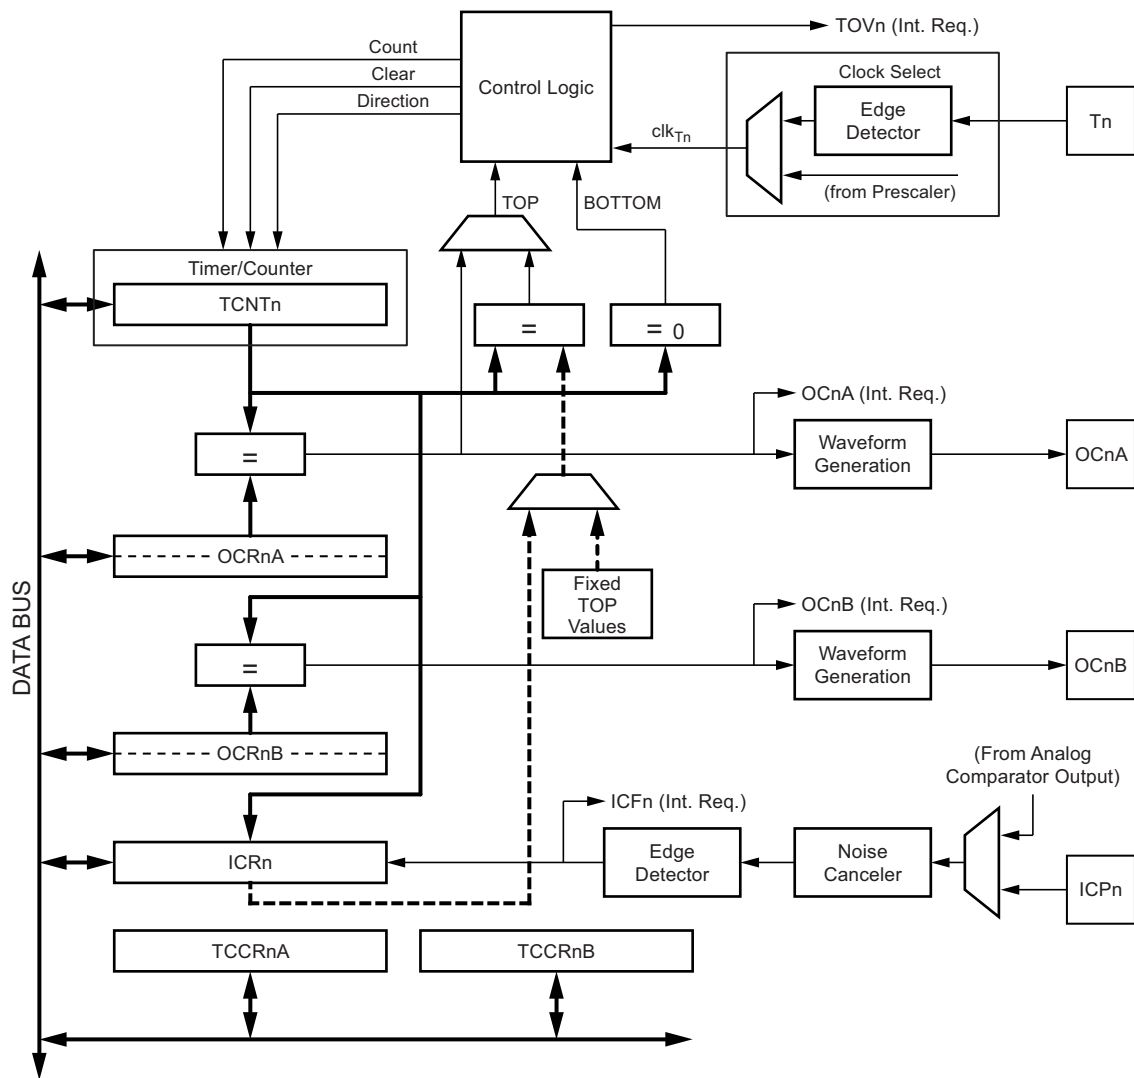 TOVn (Int. Req.)
Count
Clear
Direction
Control Logic
Clock Select
Edge
Detector
Tn
clkTn
(from Prescaler)
TOP
BOTTOM
Timer/Counter
TCNTn
=
= 0
OCnA (Int. Req.)
=
Waveform
Generation
OCnA
OCRnA
Fixed
TOP
Values
DATA BUS
OCnB (Int. Req.)
=
Waveform
Generation
OCnB
OCRnB
(From Analog
Comparator Output)
ICFn (Int. Req.)
ICRn
Edge
Detector
Noise
Canceler
ICPn
TCCRnA
TCCRnB